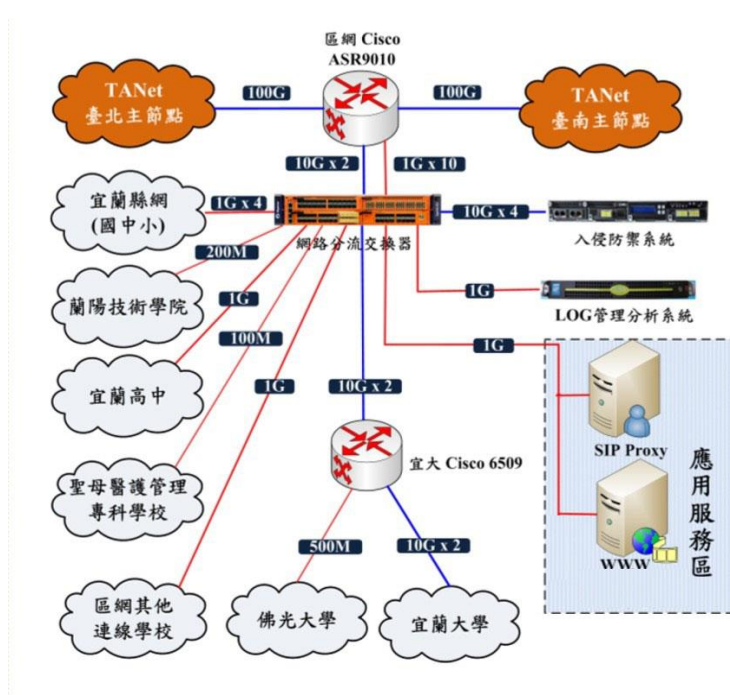 區網 Cisco
ASR9010
TANet
臺北主節點
100G
100G
TANet
臺南主節點
10G x 2
1G x 10
宜蘭縣網
(國中小)
1G x 4
10G x 4
網路分流交換器
入侵防禦系統
200M
蘭陽技術學院
1G
1G
LOG管理分析系統
100M
1G
宜蘭高中
1G
10G x 2
SIP Proxy
宜大 Cisco 6509
聖母醫護管理
專科學校
應用服務區
WWW
500M
10G x 2
區網其他
連線學校
佛光大學
宜蘭大學